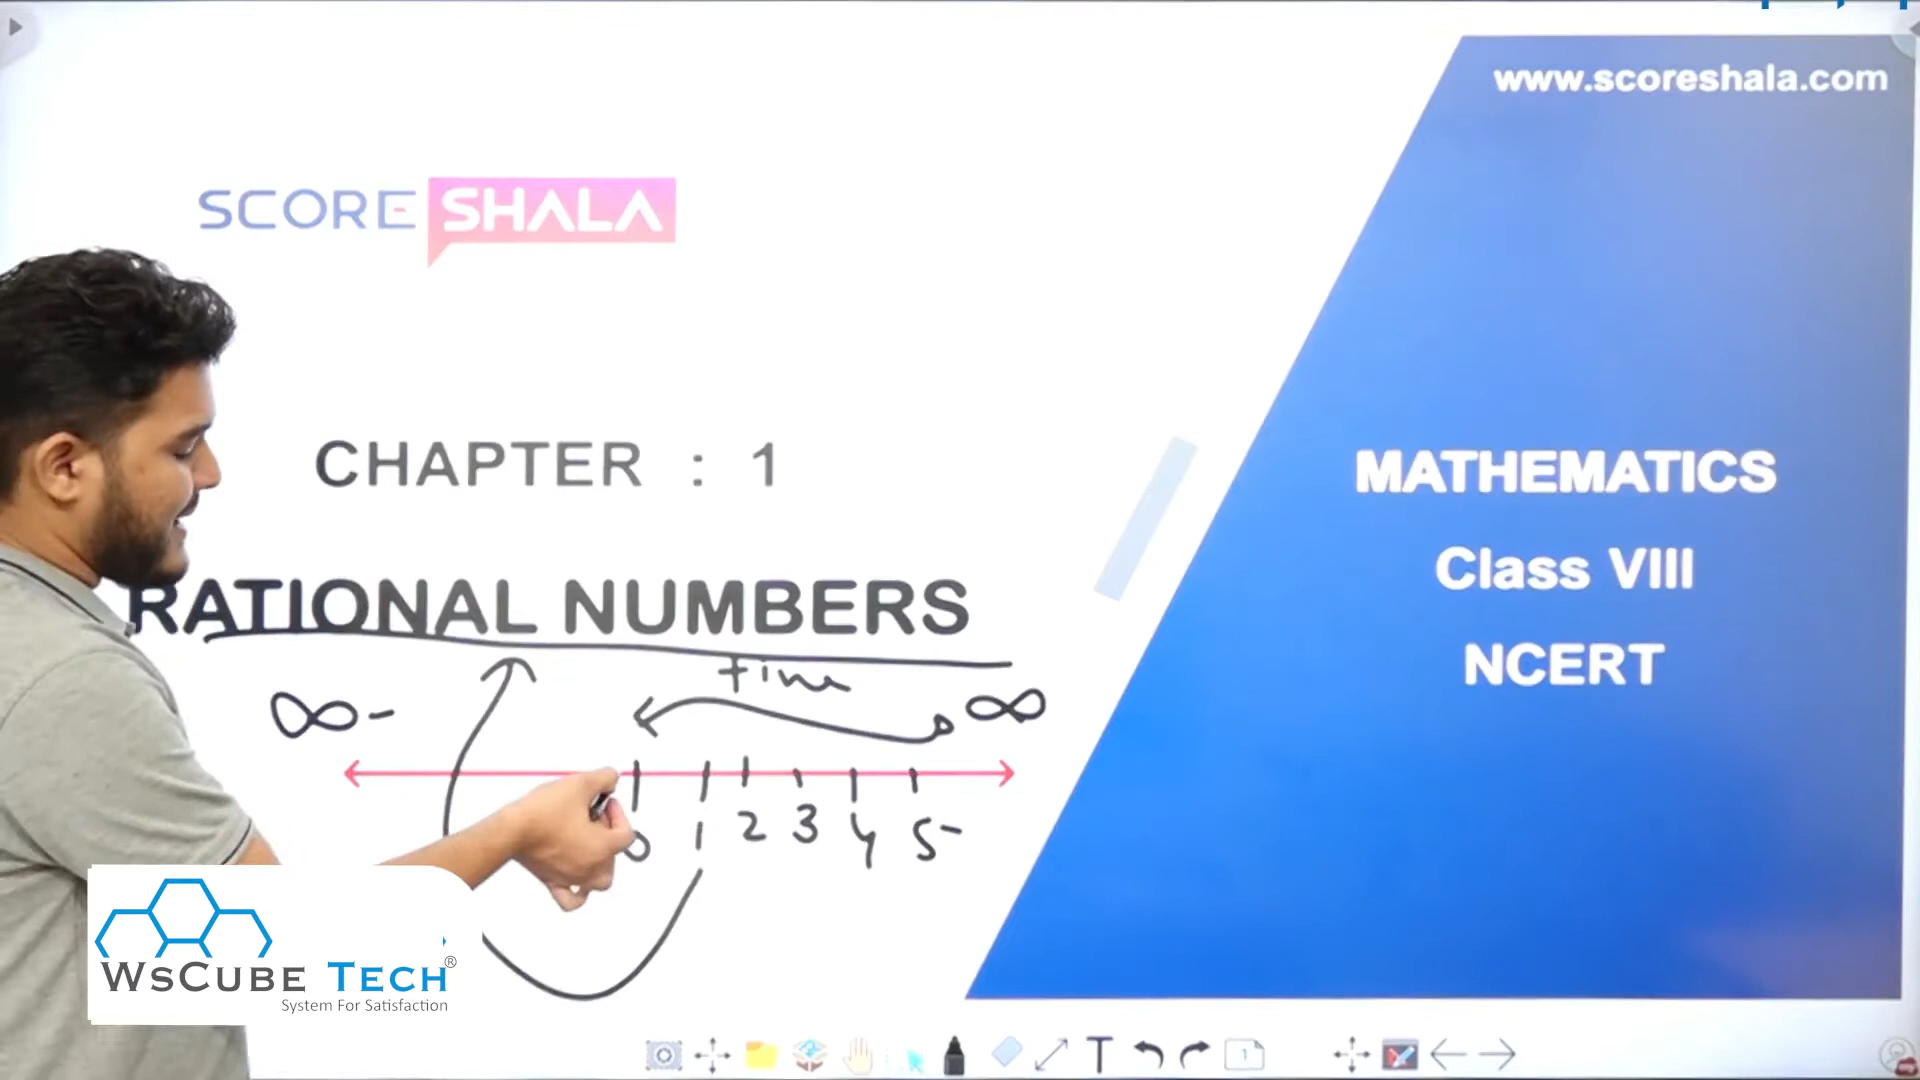 www.scoreshala.com
SCORE SHALA
CHAPTER : 1
RATIONAL NUMBERS
MATHEMATICS
Class VIII
NCERT
∞-
∞
0 1 2 3 4 5
WSCUBE TECH®
System For Satisfaction
T
1